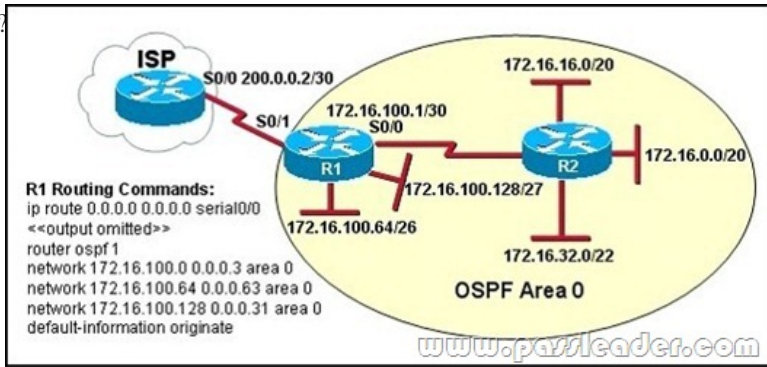 ?
ISP
S0/0 200.0.0.2/30
S0/1
172.16.100.1/30
S0/0
R1
172.16.16.0/20
R2
172.16.0.0/20
172.16.100.128/27
172.16.100.64/26
172.16.32.0/22
OSPF Area 0
R1 Routing Commands:
ip route 0.0.0.0 0.0.0.0 serial0/0
<<output omitted>>
router ospf 1
network 172.16.100.0 0.0.0.3 area 0
network 172.16.100.64 0.0.0.63 area 0
network 172.16.100.128 0.0.0.31 area 0
default-information originate
www.passleader.com